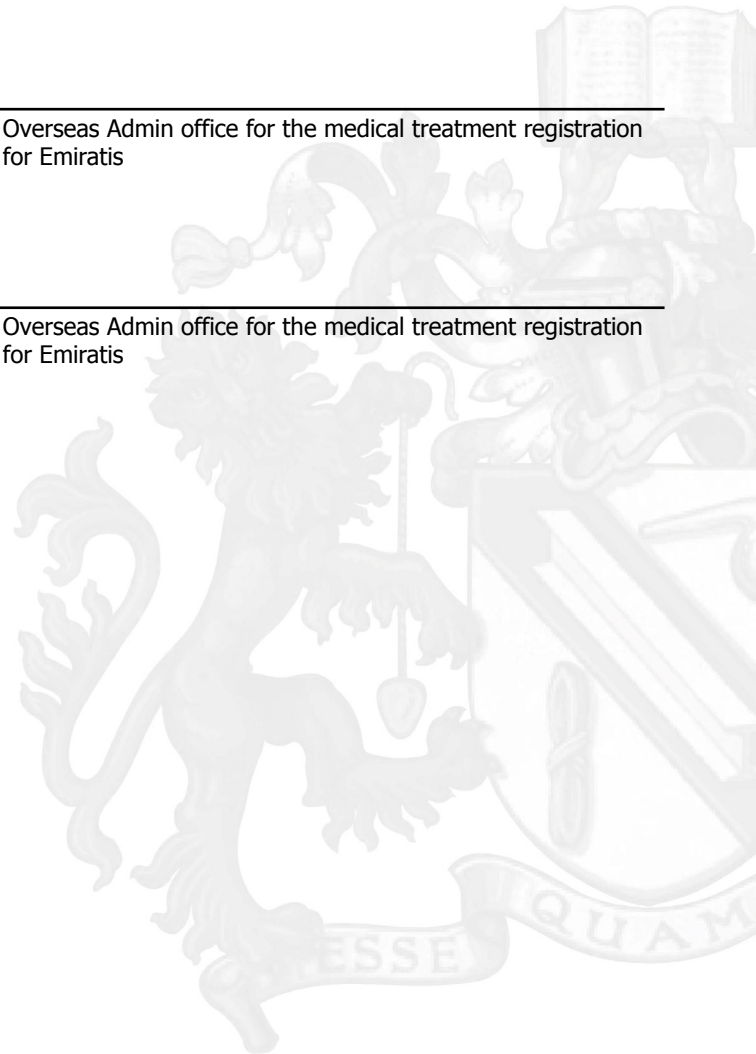 Overseas Admin office for the medical treatment registration
for Emiratis
Overseas Admin office for the medical treatment registration
for Emiratis
ESSE
QUAM